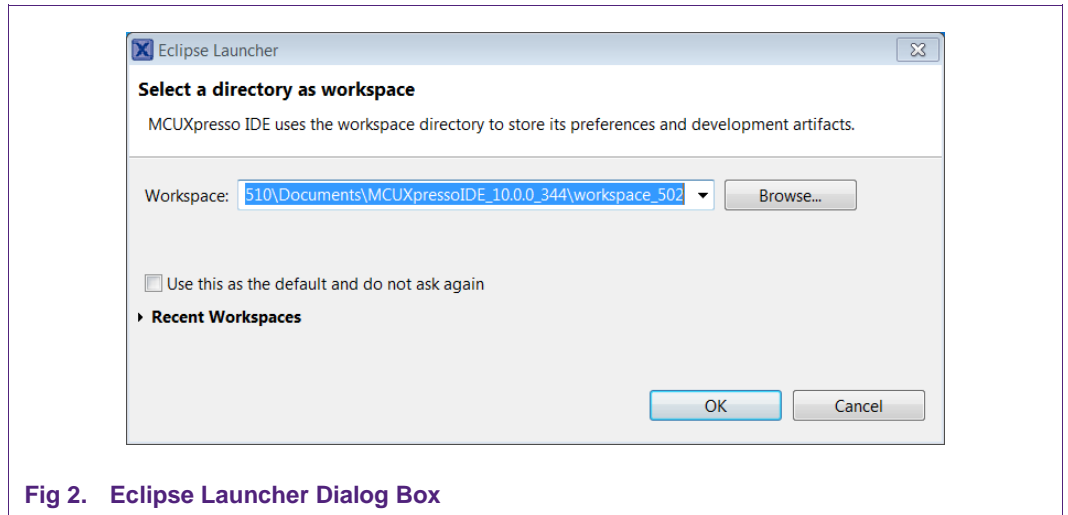 Eclipse Launcher
Select a directory as workspace
MCUXpresso IDE uses the workspace directory to store its preferences and development artifacts.
Workspace: 510\Documents\MCUXpressoIDE_10.0.0_344\workspace_502 Browse...
Use this as the default and do not ask again
Recent Workspaces
OK Cancel
Fig 2. Eclipse Launcher Dialog Box